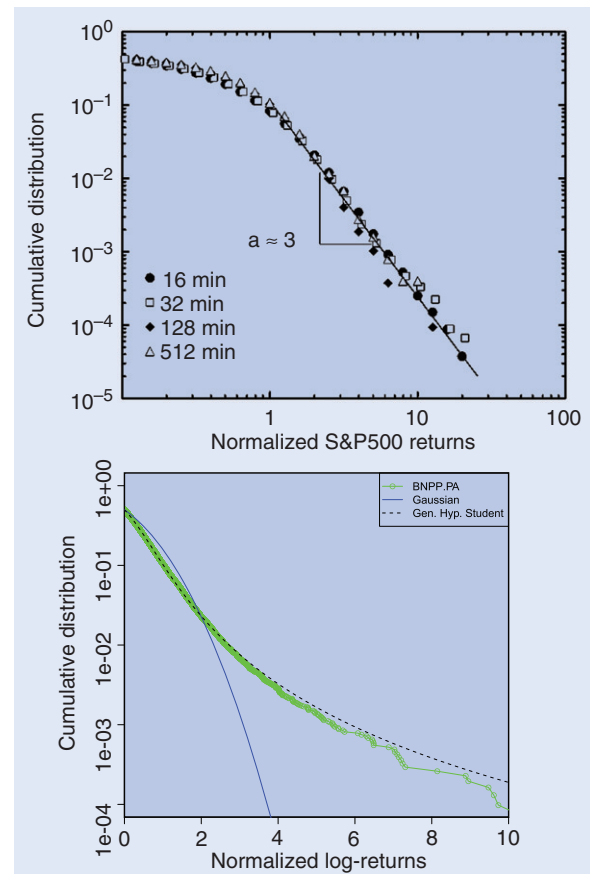 10⁰
10⁻¹
10⁻²
10⁻³
10⁻⁴
10⁻⁵
Cumulative distribution
a ≈ 3
16 min
32 min
128 min
512 min
1 10 100
Normalized S&P500 returns
1e+00
1e-01
1e-02
1e-03
1e-04
Cumulative distribution
BNPP.PA
Gaussian
Gen. Hyp. Student
0 2 4 6 8 10
Normalized log-returns